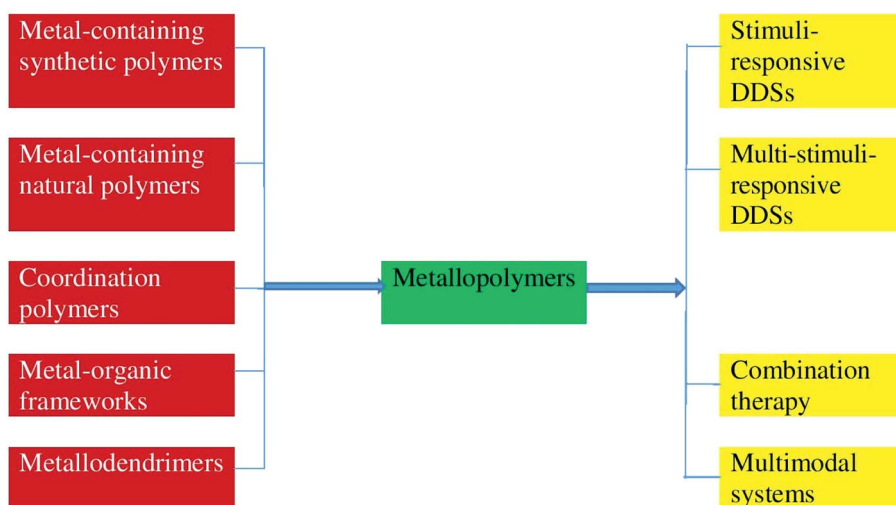 Metal-containing
synthetic polymers
Metal-containing
natural polymers
Coordination
polymers
Metal-organic
frameworks
Metallodendrimers
Metallopolymers
Stimuli-
responsive
DDSs
Multi-stimuli-
responsive
DDSs
Combination
therapy
Multimodal
systems